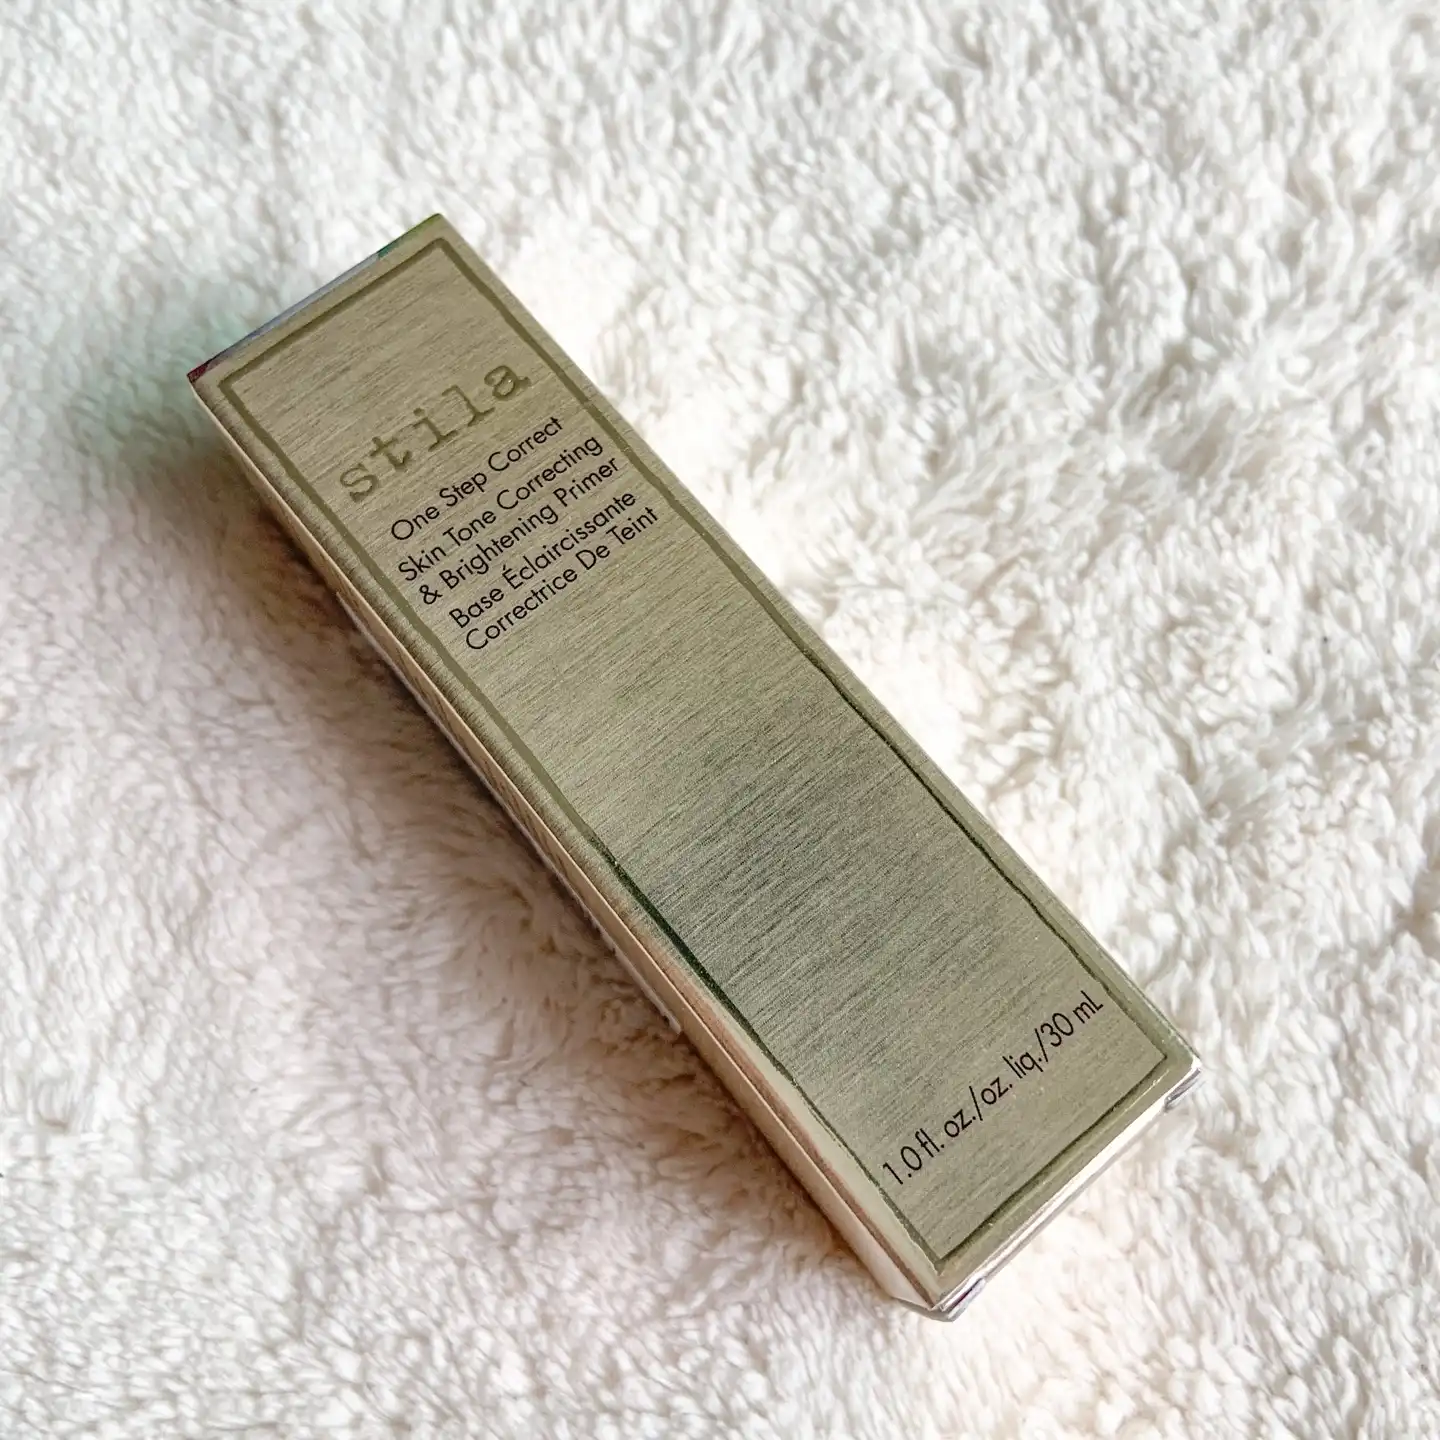 stila
One Step Correct
Skin Tone Correcting
& Brightening Primer
Base Éclaircissante
Correctrice De Teint
1.0 fl. oz./oz. liq./30 mL